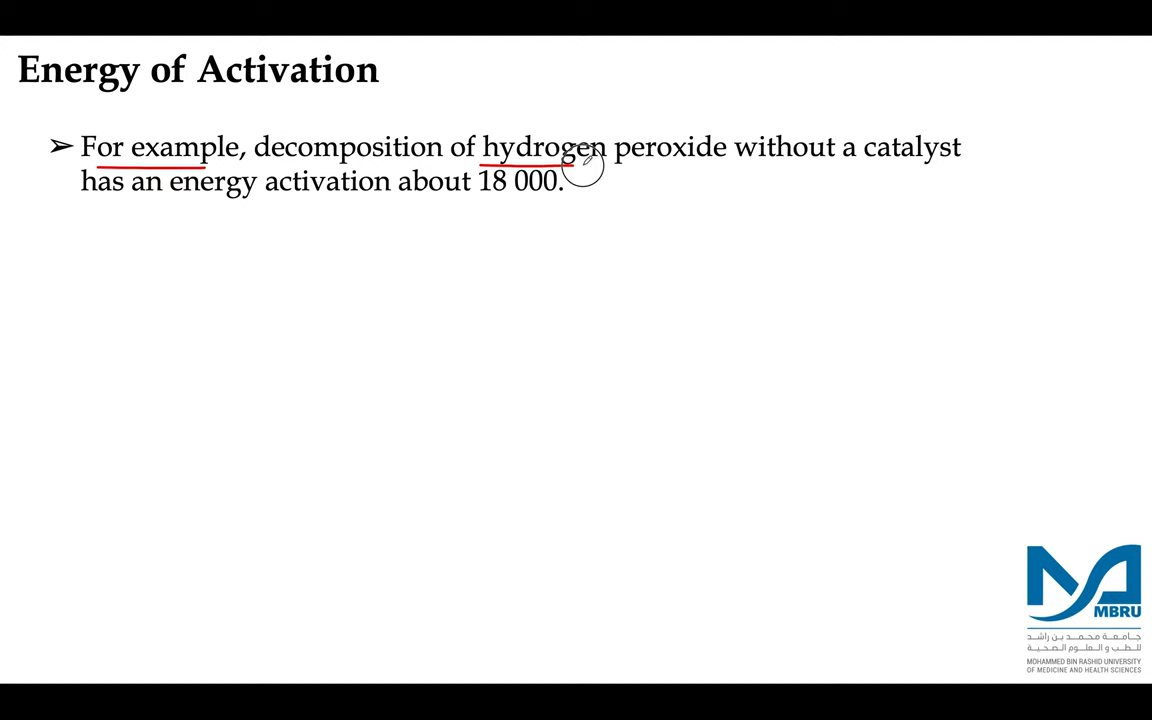 Energy of Activation
➢ For example, decomposition of hydrogen peroxide without a catalyst
has an energy activation about 18 000.
MBRU
جامعة محمد بن راشد
للطب و العلوم الصحية
MOHAMMED BIN RASHID UNIVERSITY
OF MEDICINE AND HEALTH SCIENCES